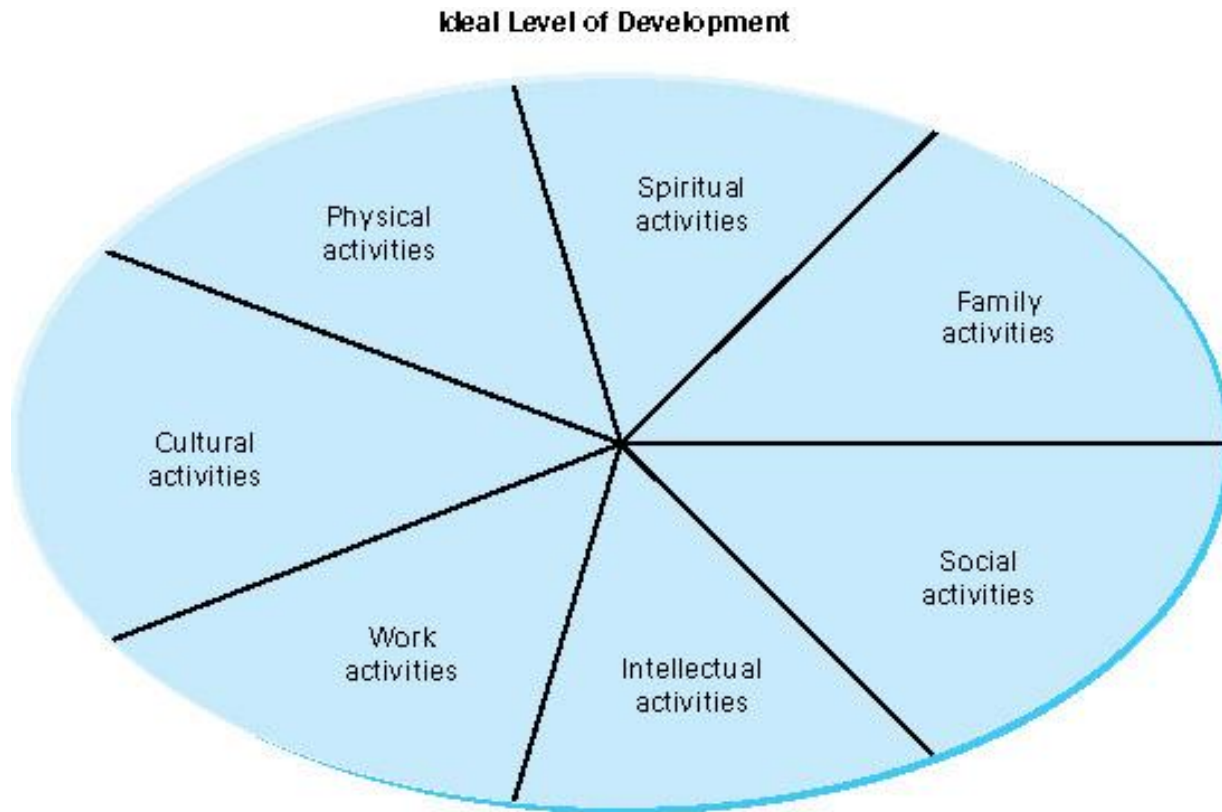 Ideal Level of Development
Spiritual
activities
Physical
activities
Family
activities
Cultural
activities
Social
activities
Work
activities
Intellectual
activities